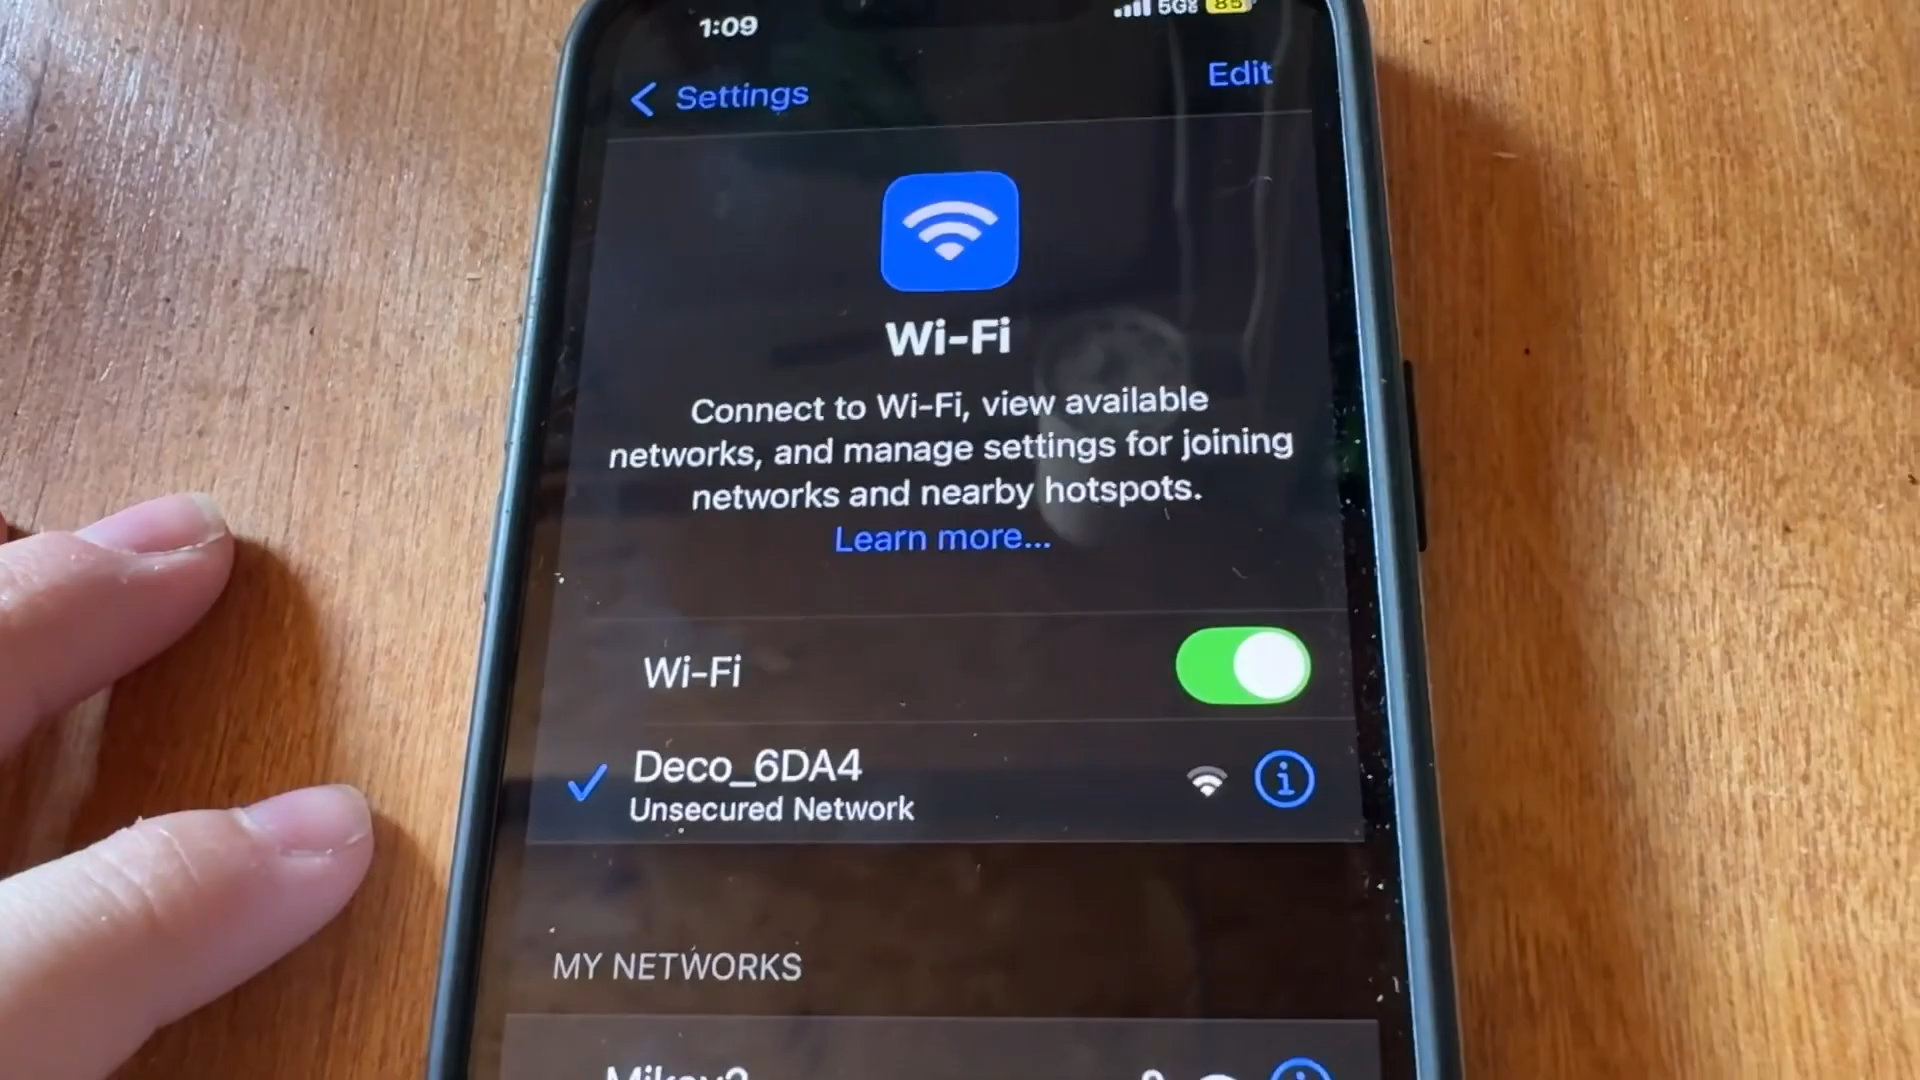 1:09
5G 85
Settings
Edit
Wi-Fi
Connect to Wi-Fi, view available
networks, and manage settings for joining
networks and nearby hotspots.
Learn more...
Wi-Fi
Deco_6DA4
Unsecured Network
MY NETWORKS